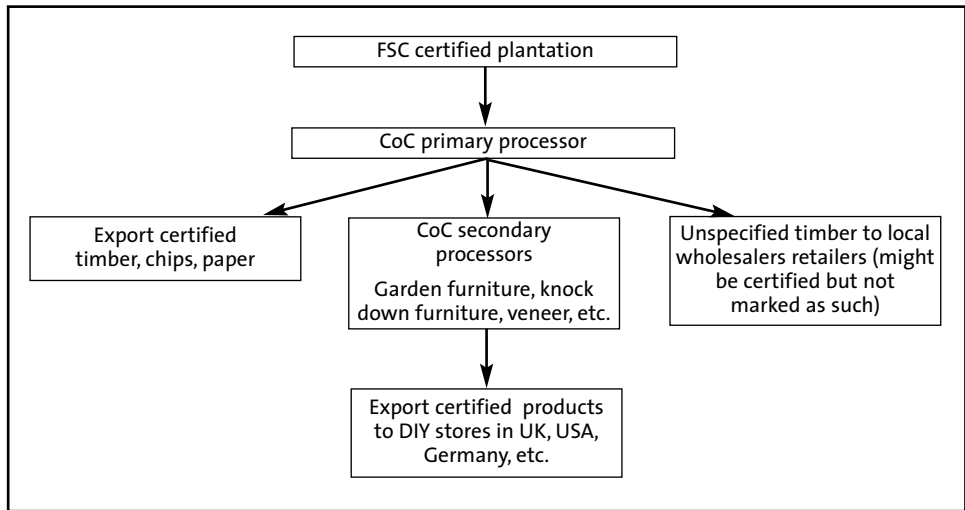 FSC certified plantation
CoC primary processor
Export certified
timber, chips, paper
CoC secondary
processors
Garden furniture, knock
down furniture, veneer, etc.
Unspecified timber to local
wholesalers retailers (might
be certified but not
marked as such)
Export certified products
to DIY stores in UK, USA,
Germany, etc.